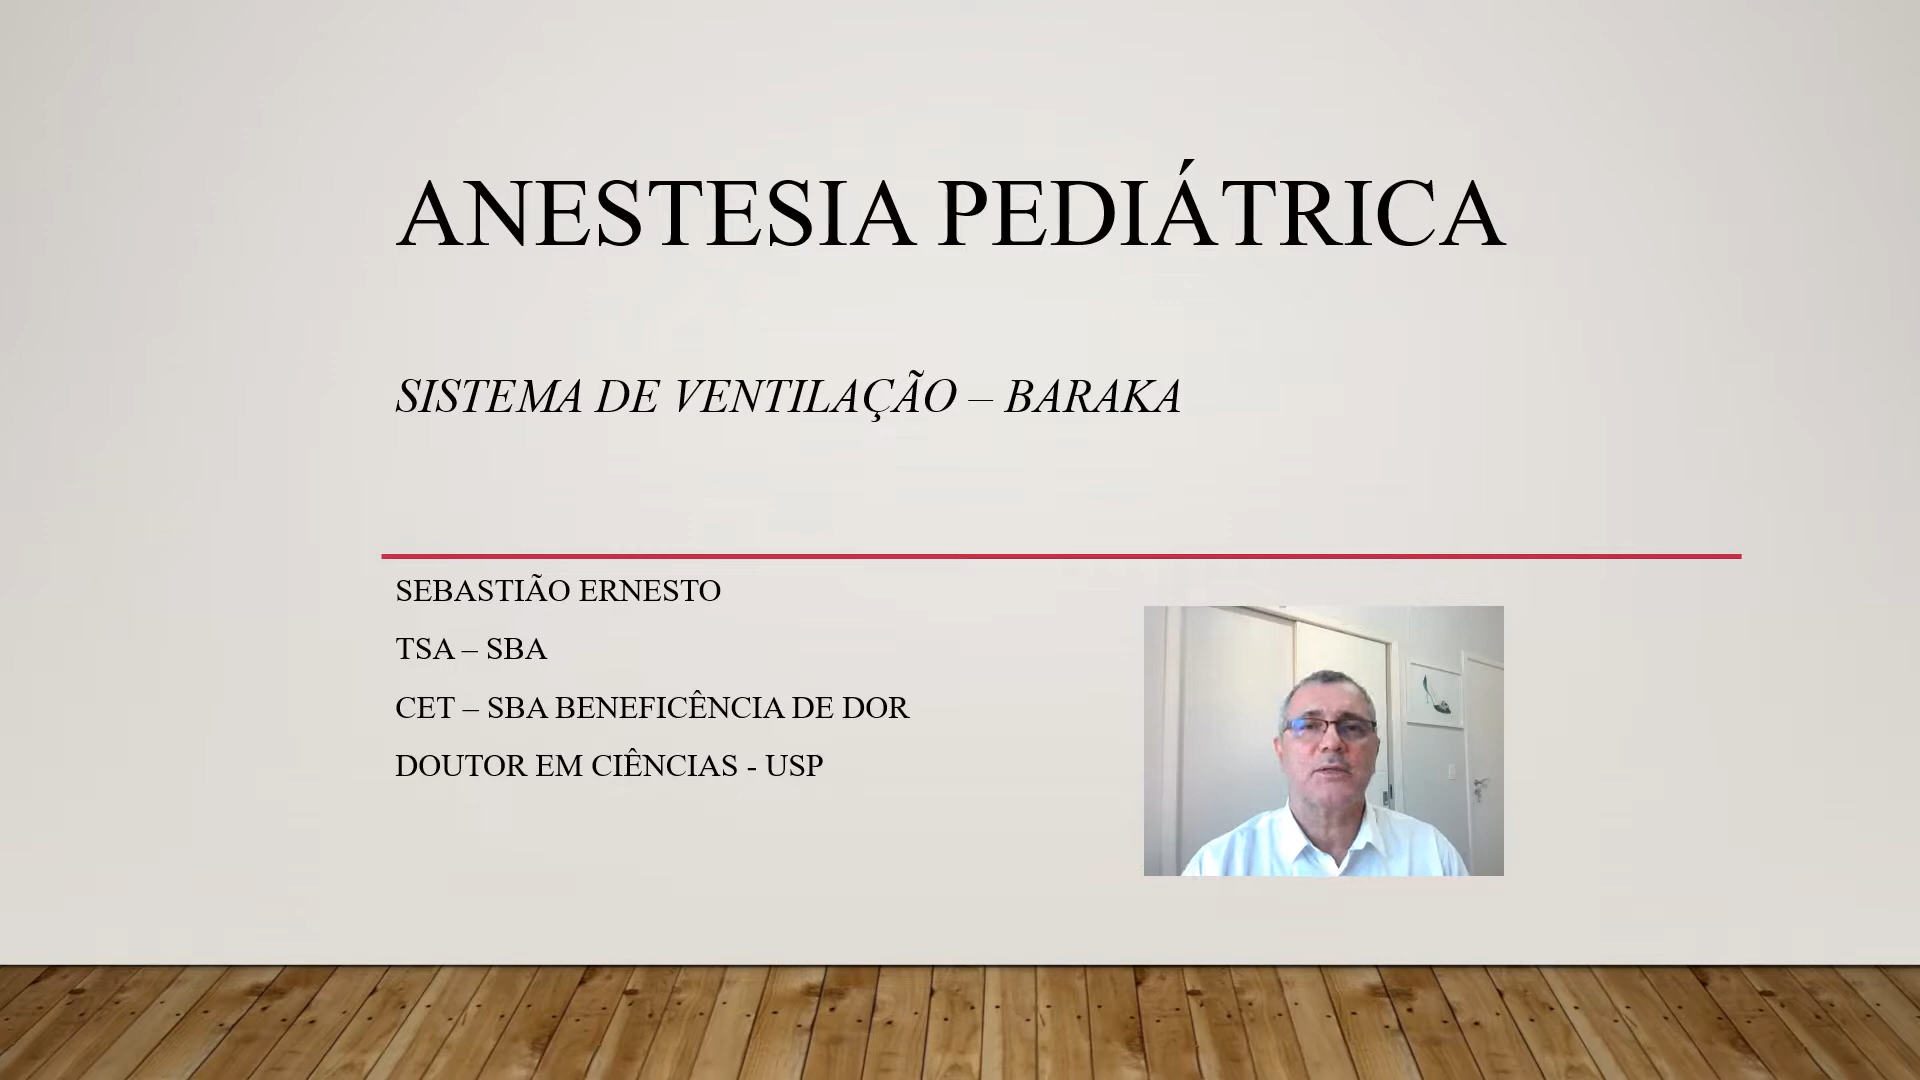 ANESTESIA PEDIÁTRICA
SISTEMA DE VENTILAÇÃO – BARAKA
SEBASTIÃO ERNESTO
TSA – SBA
CET – SBA BENEFICÊNCIA DE DOR
DOUTOR EM CIÊNCIAS - USP